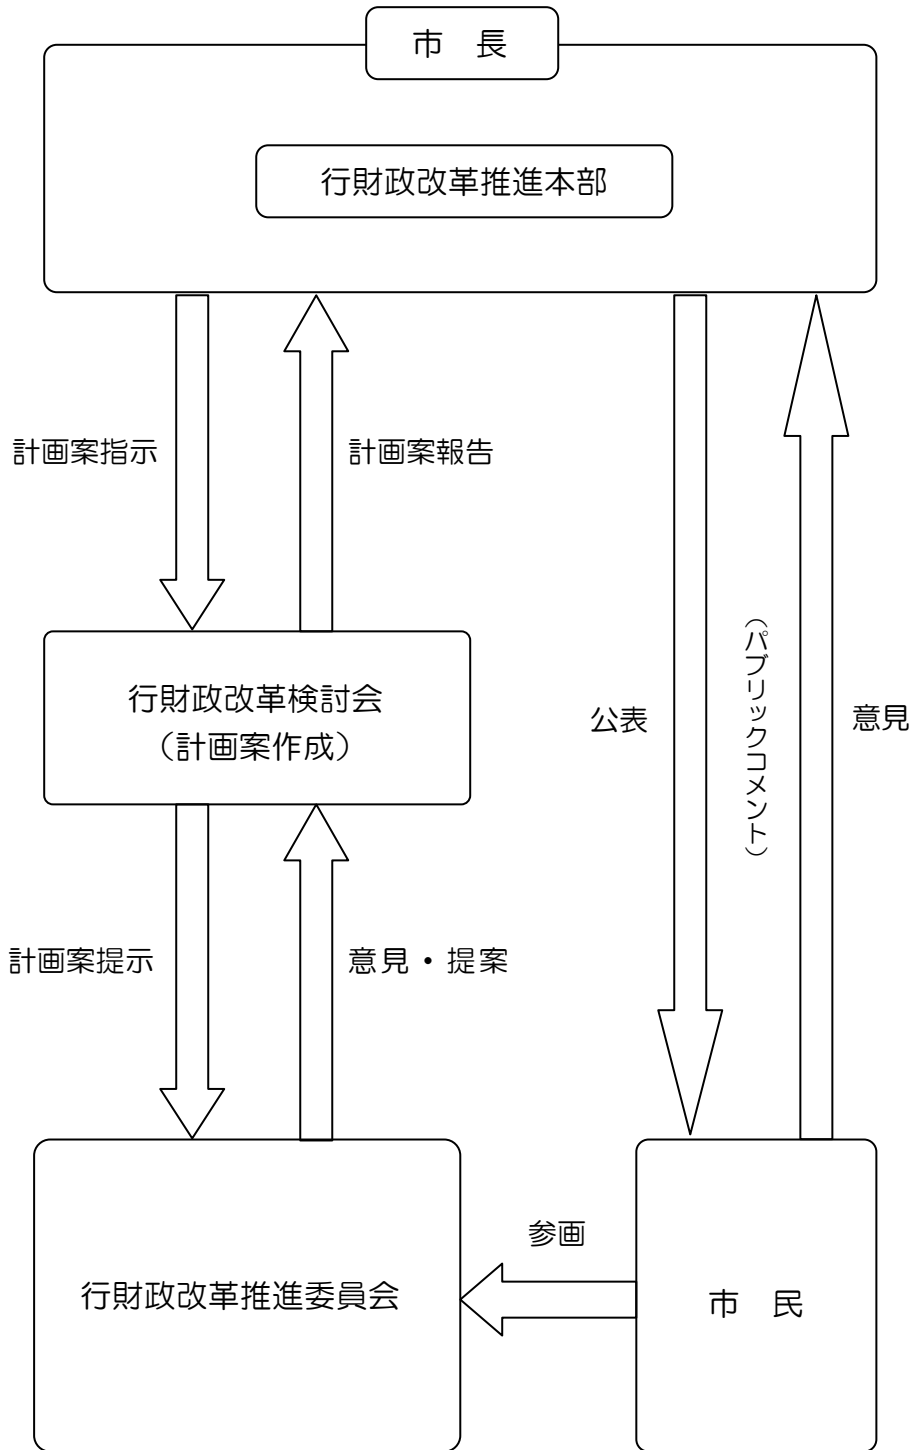 市　長
行財政改革推進本部
計画案指示
計画案報告
行財政改革検討会
（計画案作成）
公表
（パブリックコメント）
意見
計画案提示
意見・提案
参画
行財政改革推進委員会
市　民